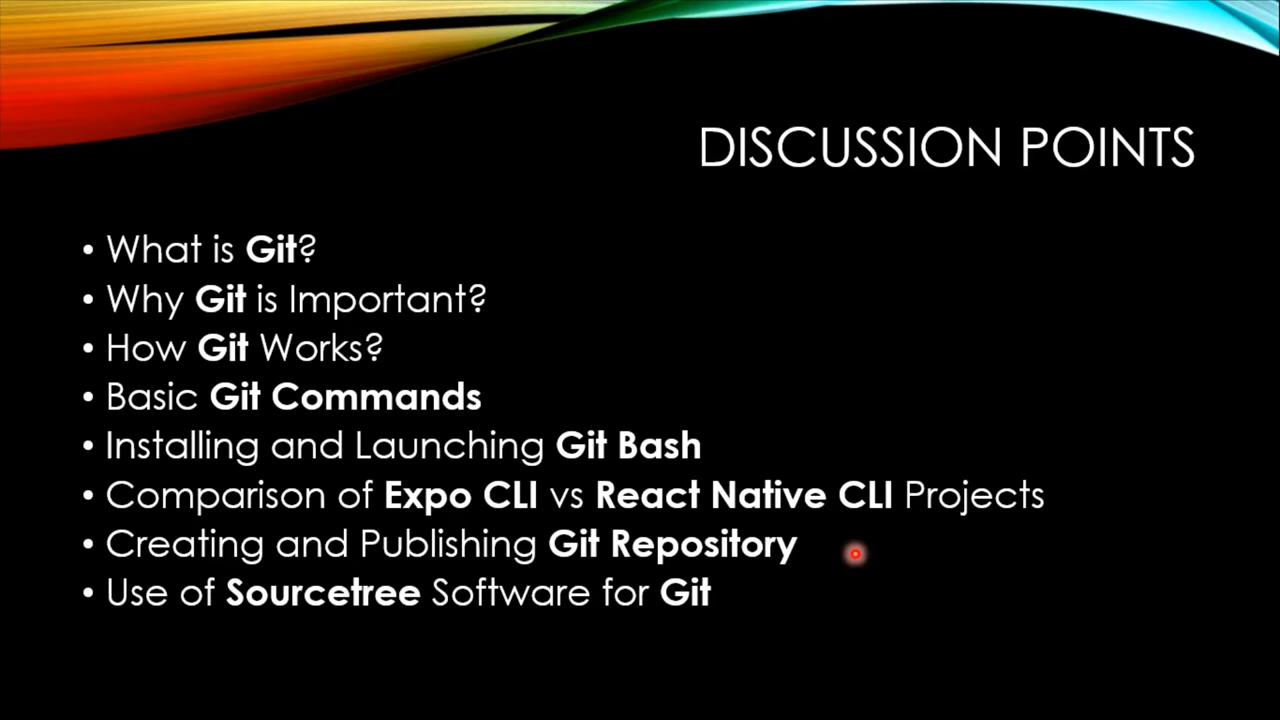 DISCUSSION POINTS
• What is Git?
• Why Git is Important?
• How Git Works?
• Basic Git Commands
• Installing and Launching Git Bash
• Comparison of Expo CLI vs React Native CLI Projects
• Creating and Publishing Git Repository
• Use of Sourcetree Software for Git